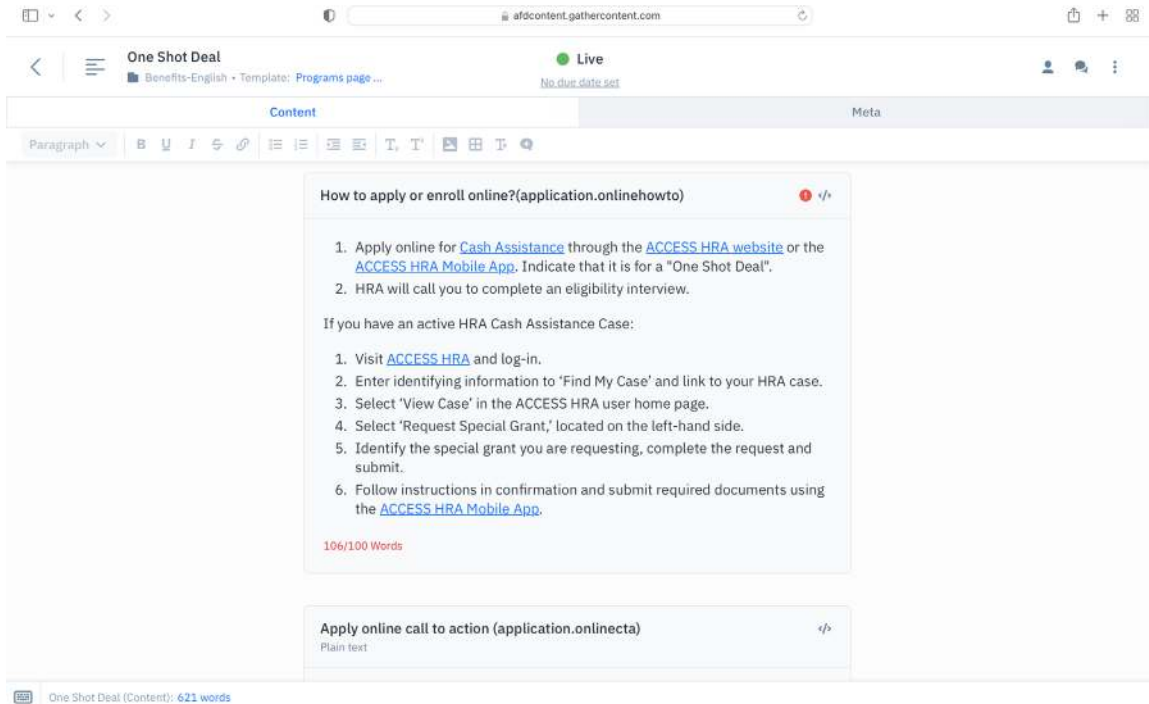 afdcontent.gathercontent.com
One Shot Deal
Benefits-English • Template: Programs page ...
Live
No due date set
Content
Meta
Paragraph
How to apply or enroll online?(application.onlinehowto)
1. Apply online for Cash Assistance through the ACCESS HRA website or the
ACCESS HRA Mobile App. Indicate that it is for a "One Shot Deal".
2. HRA will call you to complete an eligibility interview.
If you have an active HRA Cash Assistance Case:
1. Visit ACCESS HRA and log-in.
2. Enter identifying information to ‘Find My Case’ and link to your HRA case.
3. Select ‘View Case’ in the ACCESS HRA user home page.
4. Select ‘Request Special Grant,’ located on the left-hand side.
5. Identify the special grant you are requesting, complete the request and
submit.
6. Follow instructions in confirmation and submit required documents using
the ACCESS HRA Mobile App.
106/100 Words
Apply online call to action (application.onlinecta)
Plain text
One Shot Deal (Content): 621 words